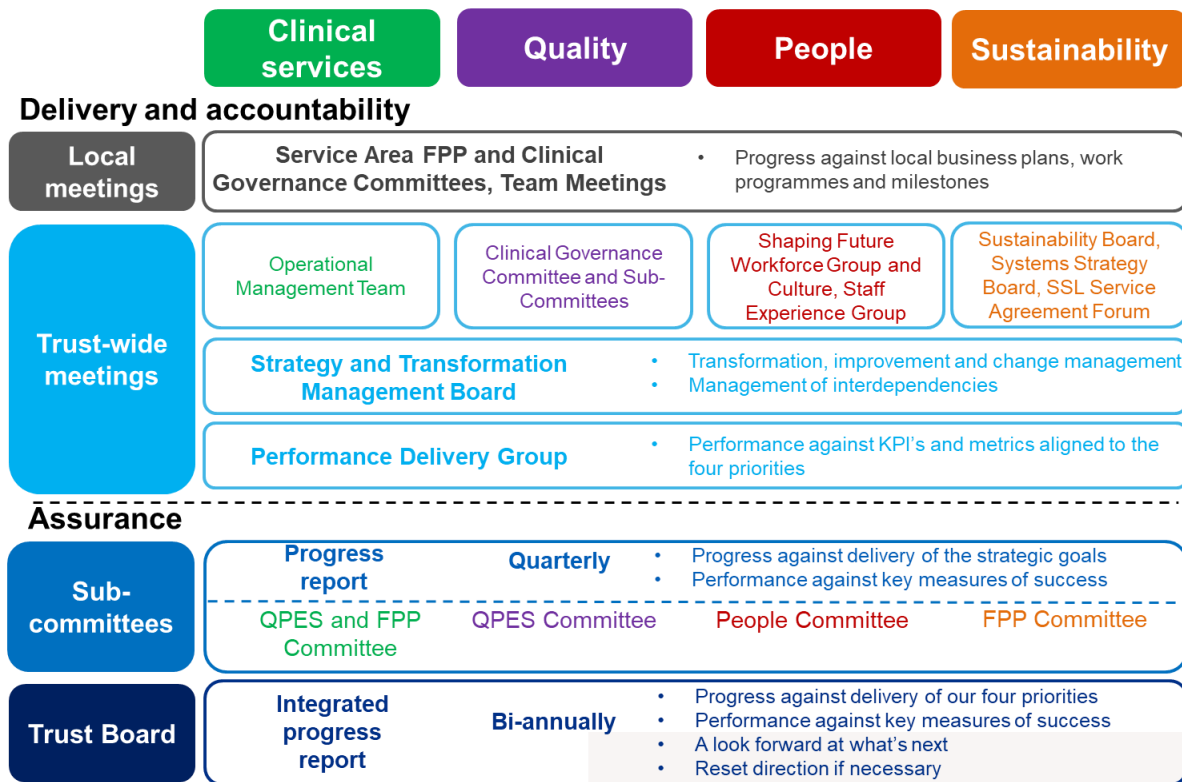 Clinical
services
Quality
People
Sustainability
Delivery and accountability
Local
meetings
Service Area FPP and Clinical
Governance Committees, Team Meetings
• Progress against local business plans, work
programmes and milestones
Trust-wide
meetings
Operational
Management Team
Clinical Governance
Committee and Sub-
Committees
Shaping Future
Workforce Group and
Culture, Staff
Experience Group
Sustainability Board,
Systems Strategy
Board, SSL Service
Agreement Forum
Strategy and Transformation
Management Board
• Transformation, improvement and change management
• Management of interdependencies
Performance Delivery Group
• Performance against KPI's and metrics aligned to the
four priorities
Assurance
Sub-
committees
Progress
report
Quarterly
• Progress against delivery of the strategic goals
• Performance against key measures of success
QPES and FPP
Committee
QPES Committee
People Committee
FPP Committee
Trust Board
Integrated
progress
report
Bi-annually
• Progress against delivery of our four priorities
• Performance against key measures of success
• A look forward at what's next
• Reset direction if necessary